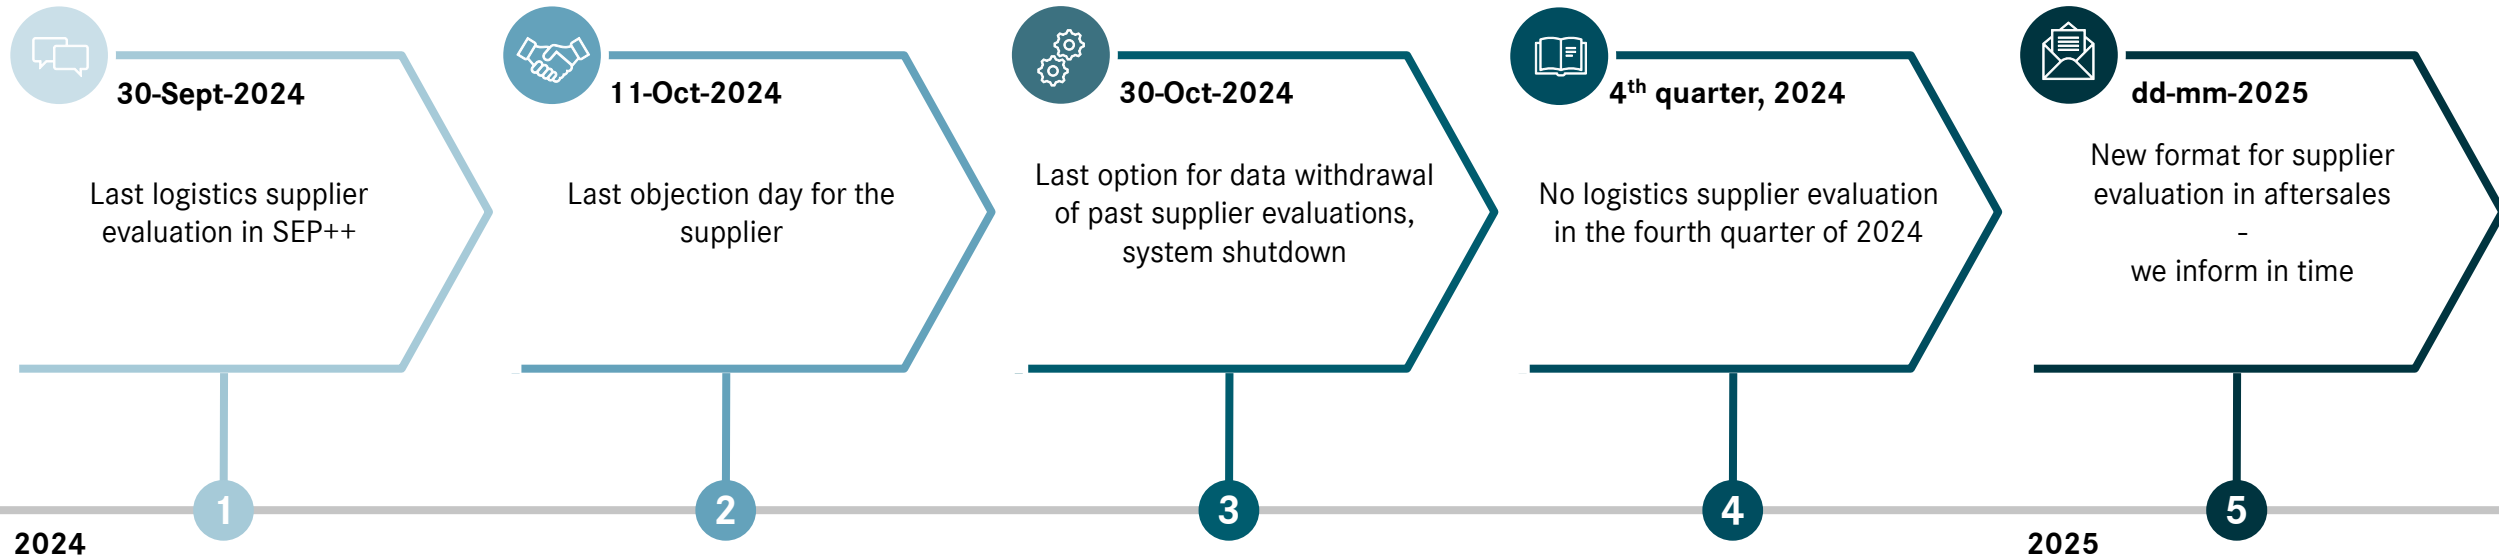 30-Sept-2024
Last logistics supplier
evaluation in SEP++
11-Oct-2024
Last objection day for the
supplier
30-Oct-2024
Last option for data withdrawal
of past supplier evaluations,
system shutdown
4th quarter, 2024
No logistics supplier evaluation
in the fourth quarter of 2024
dd-mm-2025
New format for supplier
evaluation in aftersales
-
we inform in time
1
2
3
4
5
2024
2025